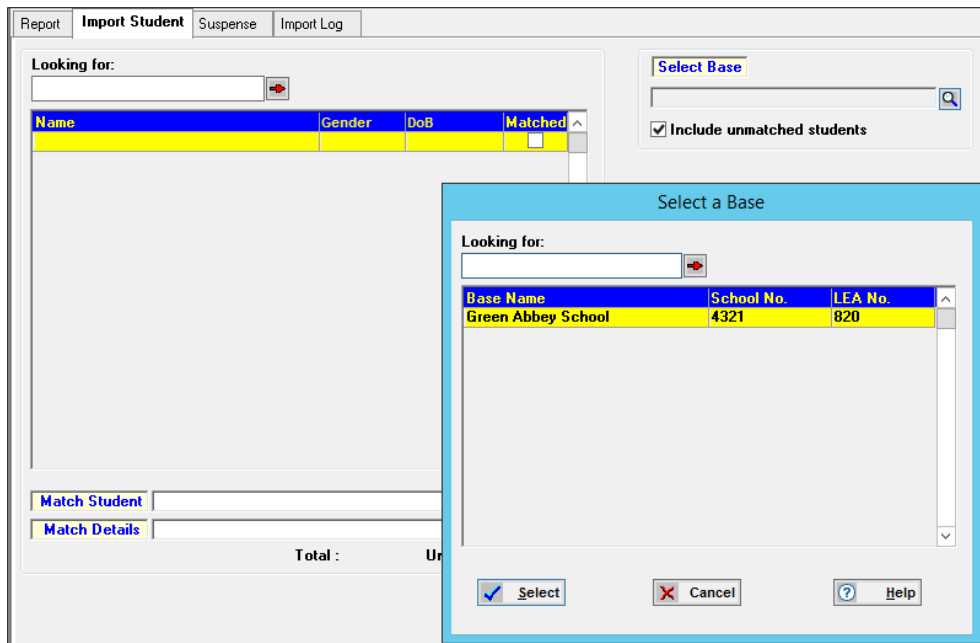 Report Import Student Suspense Import Log
Looking for:
Select Base
Name Gender DoB Matched
Include unmatched students
Select a Base
Looking for:
Base Name School No. LEA No.
Green Abbey School 4321 820
Match Student
Match Details
Total : Ur
Select Cancel Help